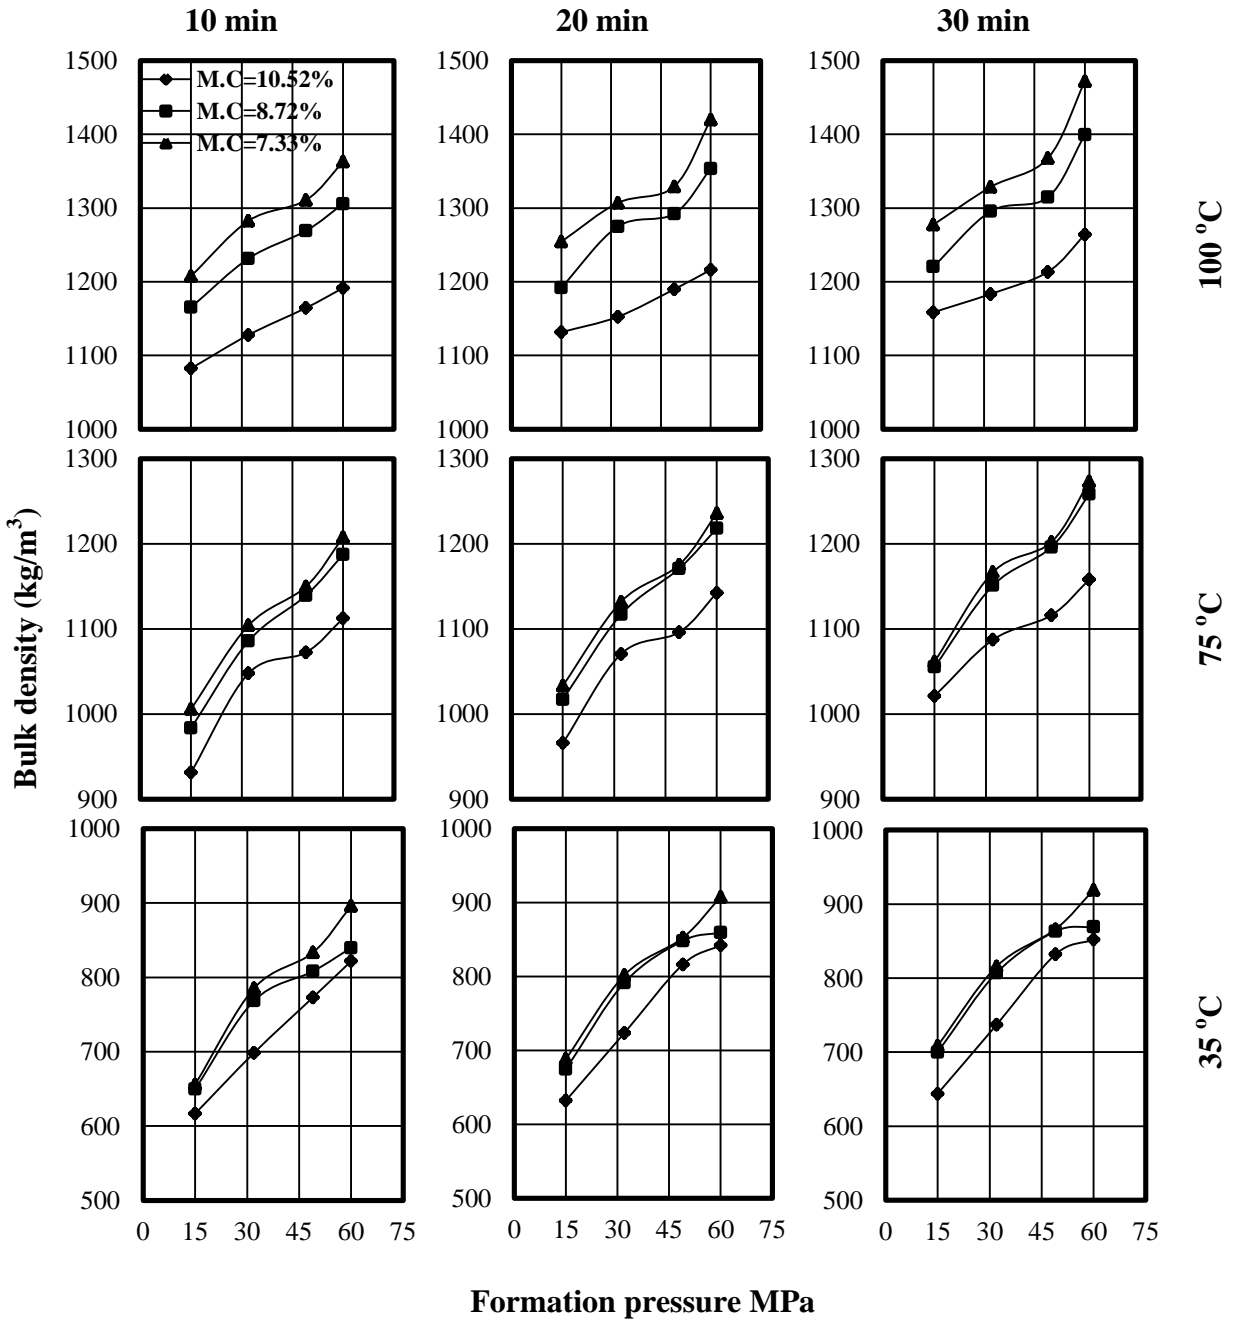 10 min 20 min 30 min
1500 1500 1500
M.C=10.52%
M.C=8.72%
1400 1400 1400
M.C=7.33%
1300 1300 1300
1200 1200 1200
1100 1100 1100
1000 1000 1000
100 °C
1300 1300 1300
1200 1200 1200
1100 1100 1100
1000 1000 1000
900 900 900
75 °C
Bulk density (kg/m³)
1000 1000 1000
900 900 900
800 800 800
700 700 700
600 600 600
500 500 500
35 °C
0 15 30 45 60 75 0 15 30 45 60 75 0 15 30 45 60 75
Formation pressure MPa